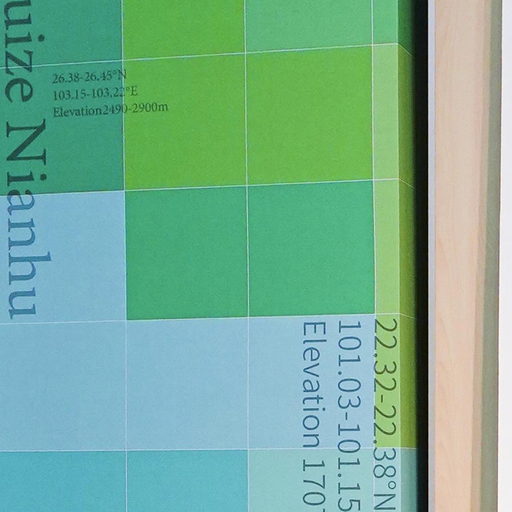 uize Nianhu
26.38-26.45°N
103.15-103.22°E
Elevation2490-2900m
22.32-22.38°N
101.03-101.15
Elevation 170